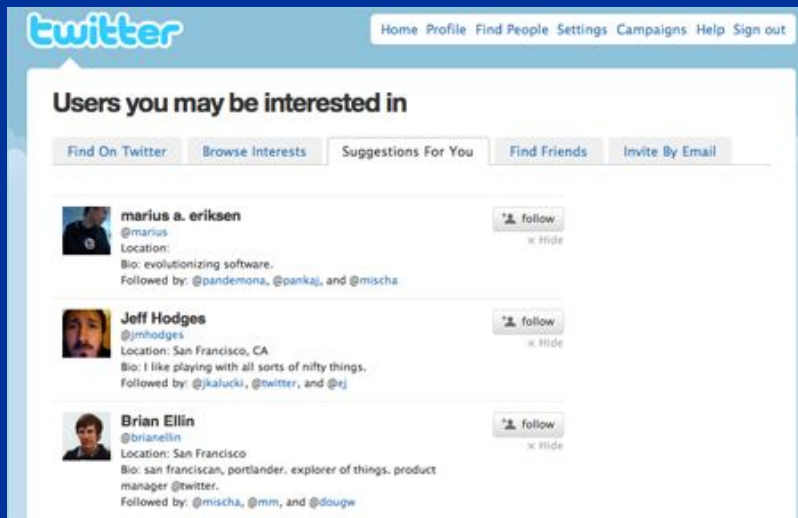 twitter
Home Profile Find People Settings Campaigns Help Sign out
Users you may be interested in
Find On Twitter Browse Interests Suggestions For You Find Friends Invite By Email
marius a. eriksen
@marius
Location:
Bio: evolutionizing software.
Followed by: @pandemona, @pankaj, and @mischa
follow
× Hide
Jeff Hodges
@jmhodges
Location: San Francisco, CA
Bio: I like playing with all sorts of nifty things.
Followed by: @jkalucki, @twitter, and @ej
follow
× Hide
Brian Ellin
@brianellin
Location: San Francisco
Bio: san franciscan, portlander. explorer of things. product
manager @twitter.
Followed by: @mischa, @mm, and @dougw
follow
× Hide